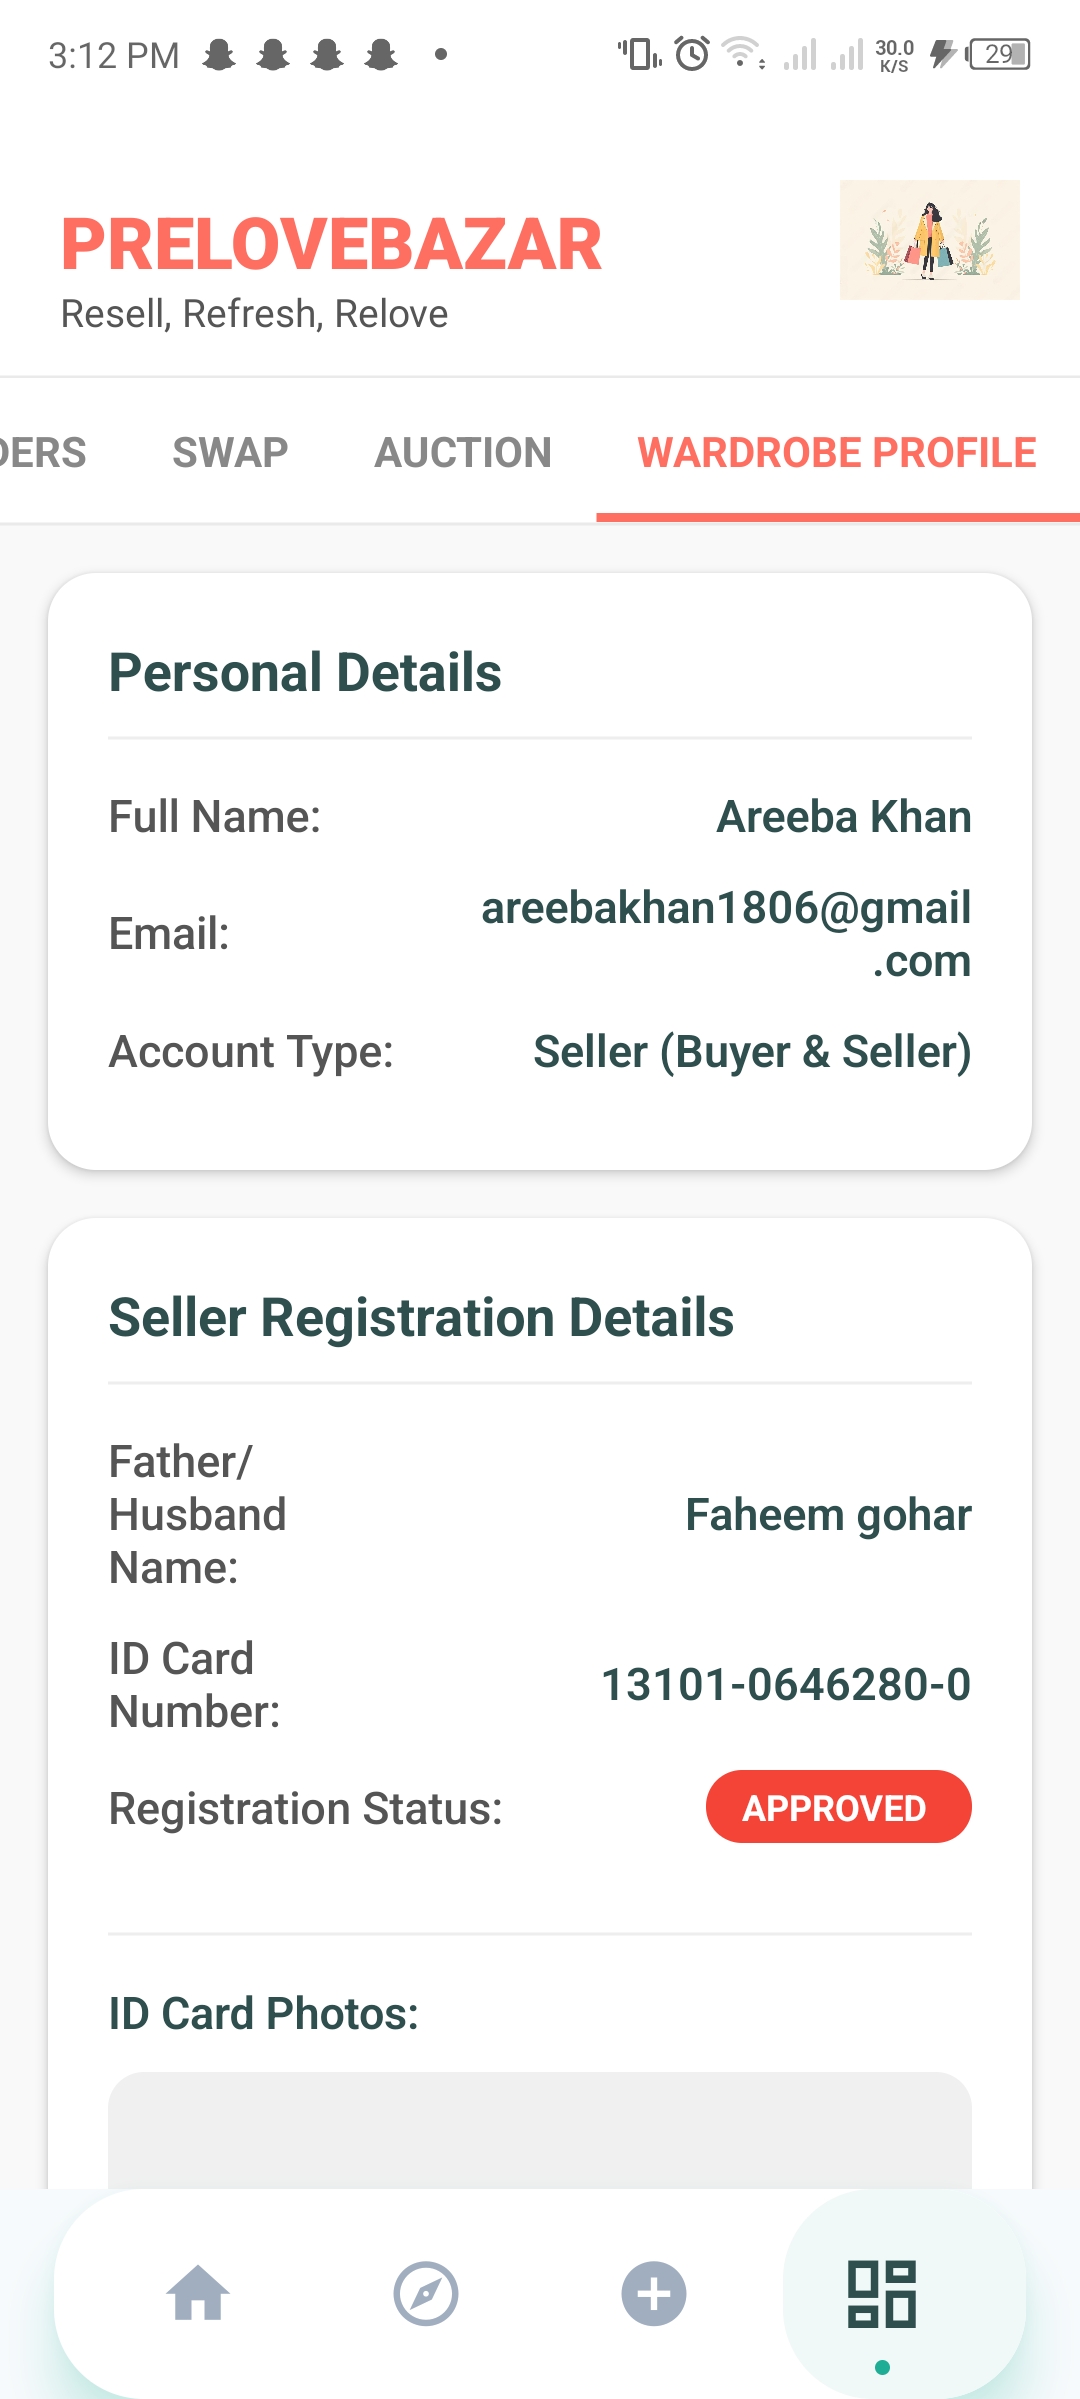 3:12 PM
30.0
K/S
29
PRELOVEBAZAR
Resell, Refresh, Relove
DERS SWAP AUCTION WARDROBE PROFILE
Personal Details
Full Name: Areeba Khan
Email: areebakhan1806@gmail
.com
Account Type: Seller (Buyer & Seller)
Seller Registration Details
Father/
Husband
Name:
Faheem gohar
ID Card
Number:
13101-0646280-0
Registration Status: APPROVED
ID Card Photos: